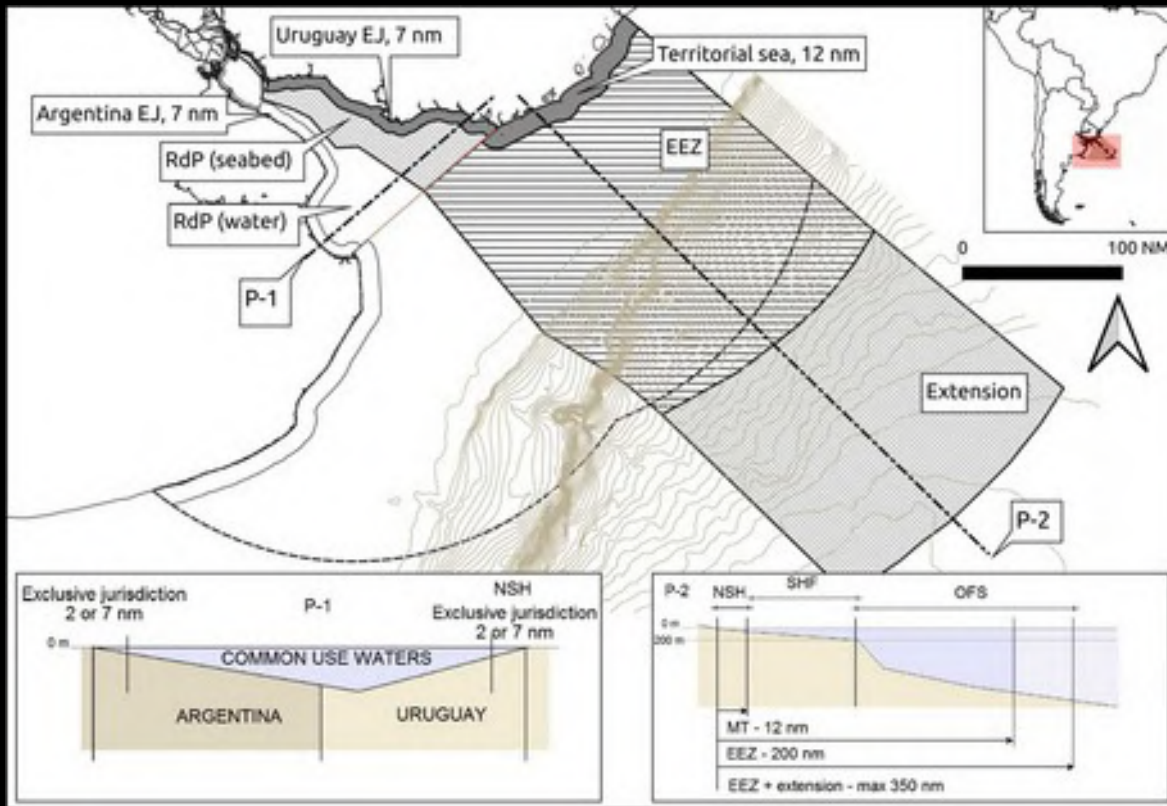 Uruguay EJ, 7 nm
Territorial sea, 12 nm
Argentina EJ, 7 nm
RdP (seabed)
EEZ
RdP (water)
0 100 NM
P-1
Extension
P-2
Exclusive jurisdiction
2 or 7 nm
P-1
NSH
Exclusive jurisdiction
2 or 7 nm
0 m
COMMON USE WATERS
ARGENTINA
URUGUAY
P-2
NSH
SHF
OFS
0 m
200 m
MT - 12 nm
EEZ - 200 nm
EEZ + extension - max 350 nm